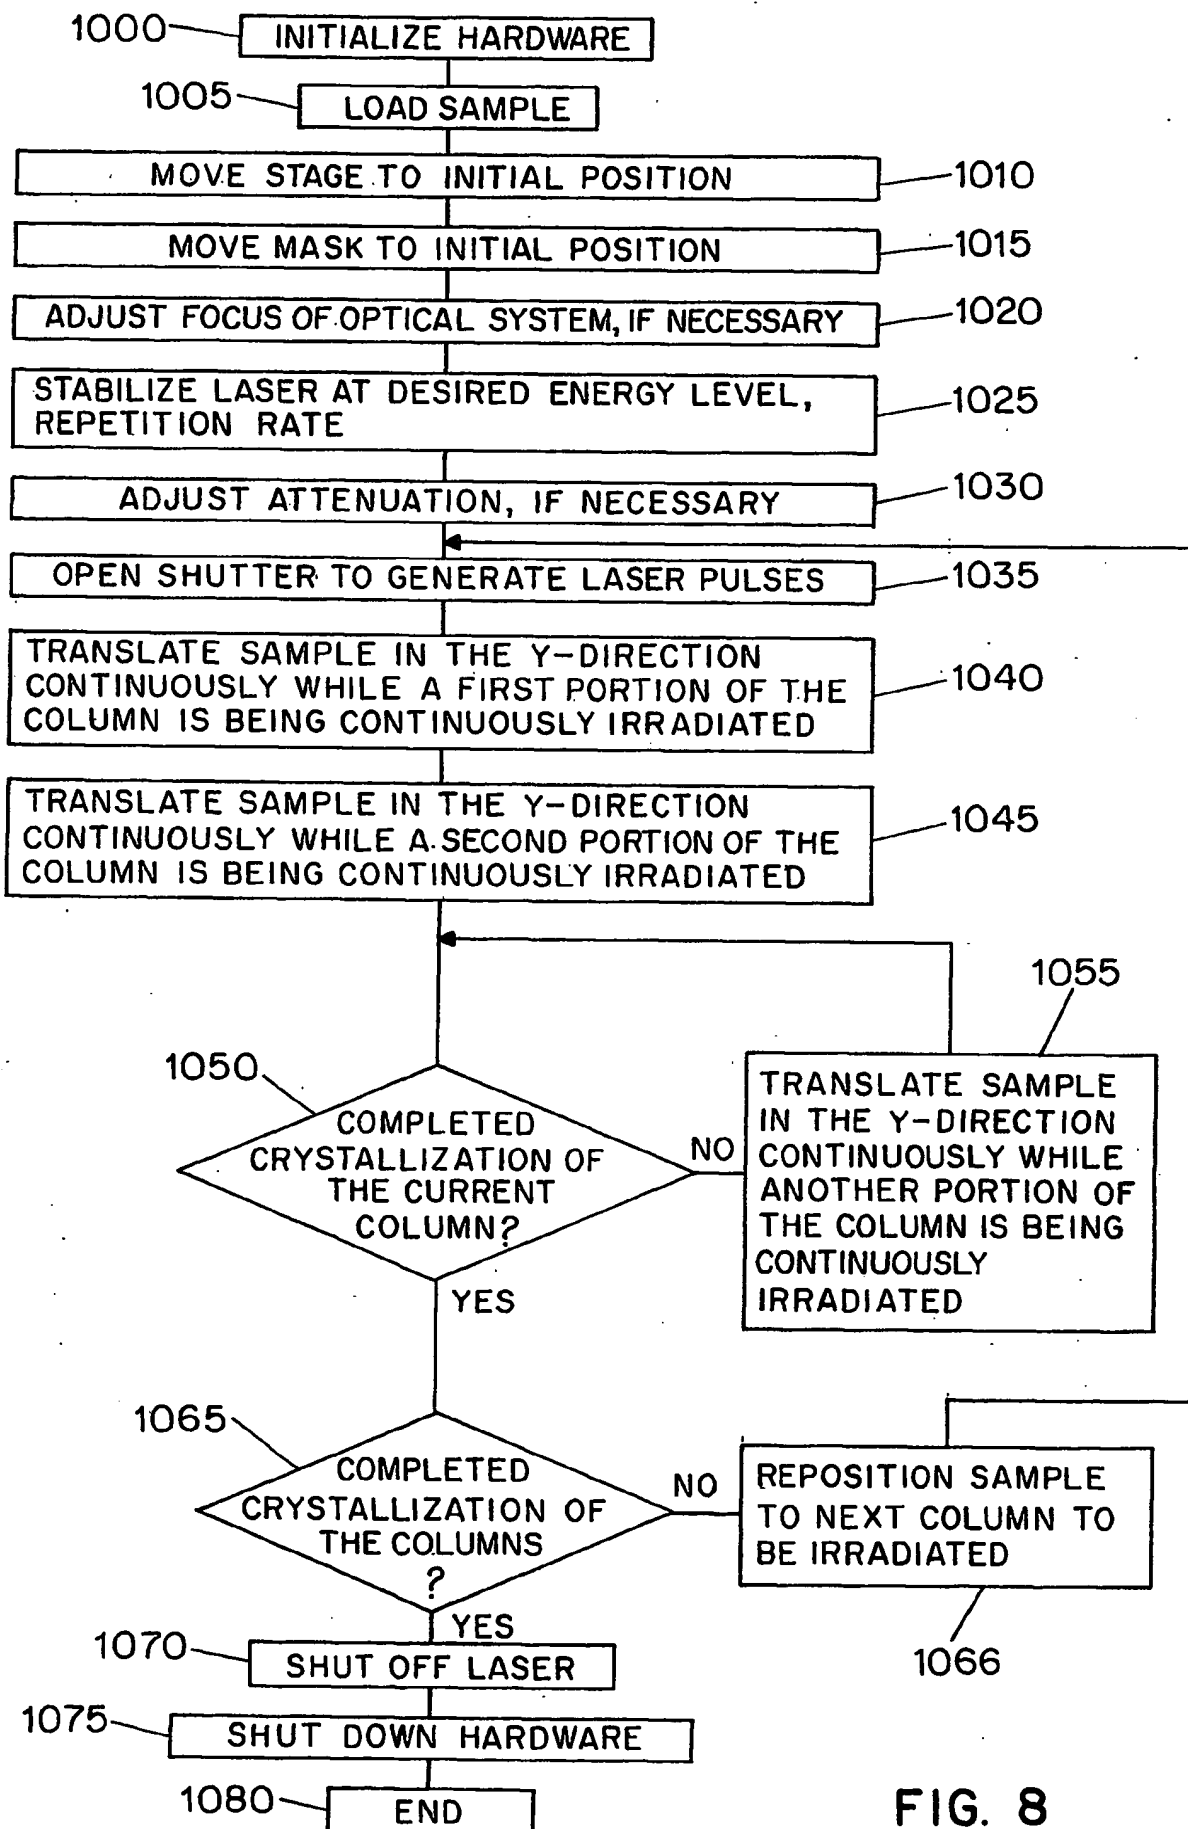 1000
INITIALIZE HARDWARE
1005
LOAD SAMPLE
MOVE STAGE TO INITIAL POSITION
1010
MOVE MASK TO INITIAL POSITION
1015
ADJUST FOCUS OF OPTICAL SYSTEM, IF NECESSARY
1020
STABILIZE LASER AT DESIRED ENERGY LEVEL,
REPETITION RATE
1025
ADJUST ATTENUATION, IF NECESSARY
1030
OPEN SHUTTER TO GENERATE LASER PULSES
1035
TRANSLATE SAMPLE IN THE Y-DIRECTION
CONTINUOUSLY WHILE A FIRST PORTION OF THE
COLUMN IS BEING CONTINUOUSLY IRRADIATED
1040
TRANSLATE SAMPLE IN THE Y-DIRECTION
CONTINUOUSLY WHILE A SECOND PORTION OF THE
COLUMN IS BEING CONTINUOUSLY IRRADIATED
1045
1050
COMPLETED
CRYSTALLIZATION OF
THE CURRENT
COLUMN?
NO
YES
1055
TRANSLATE SAMPLE
IN THE Y-DIRECTION
CONTINUOUSLY WHILE
ANOTHER PORTION OF
THE COLUMN IS BEING
CONTINUOUSLY
IRRADIATED
1065
COMPLETED
CRYSTALLIZATION OF
THE COLUMNS
?
NO
YES
REPOSITION SAMPLE
TO NEXT COLUMN TO
BE IRRADIATED
1066
1070
SHUT OFF LASER
1075
SHUT DOWN HARDWARE
1080
END
FIG. 8